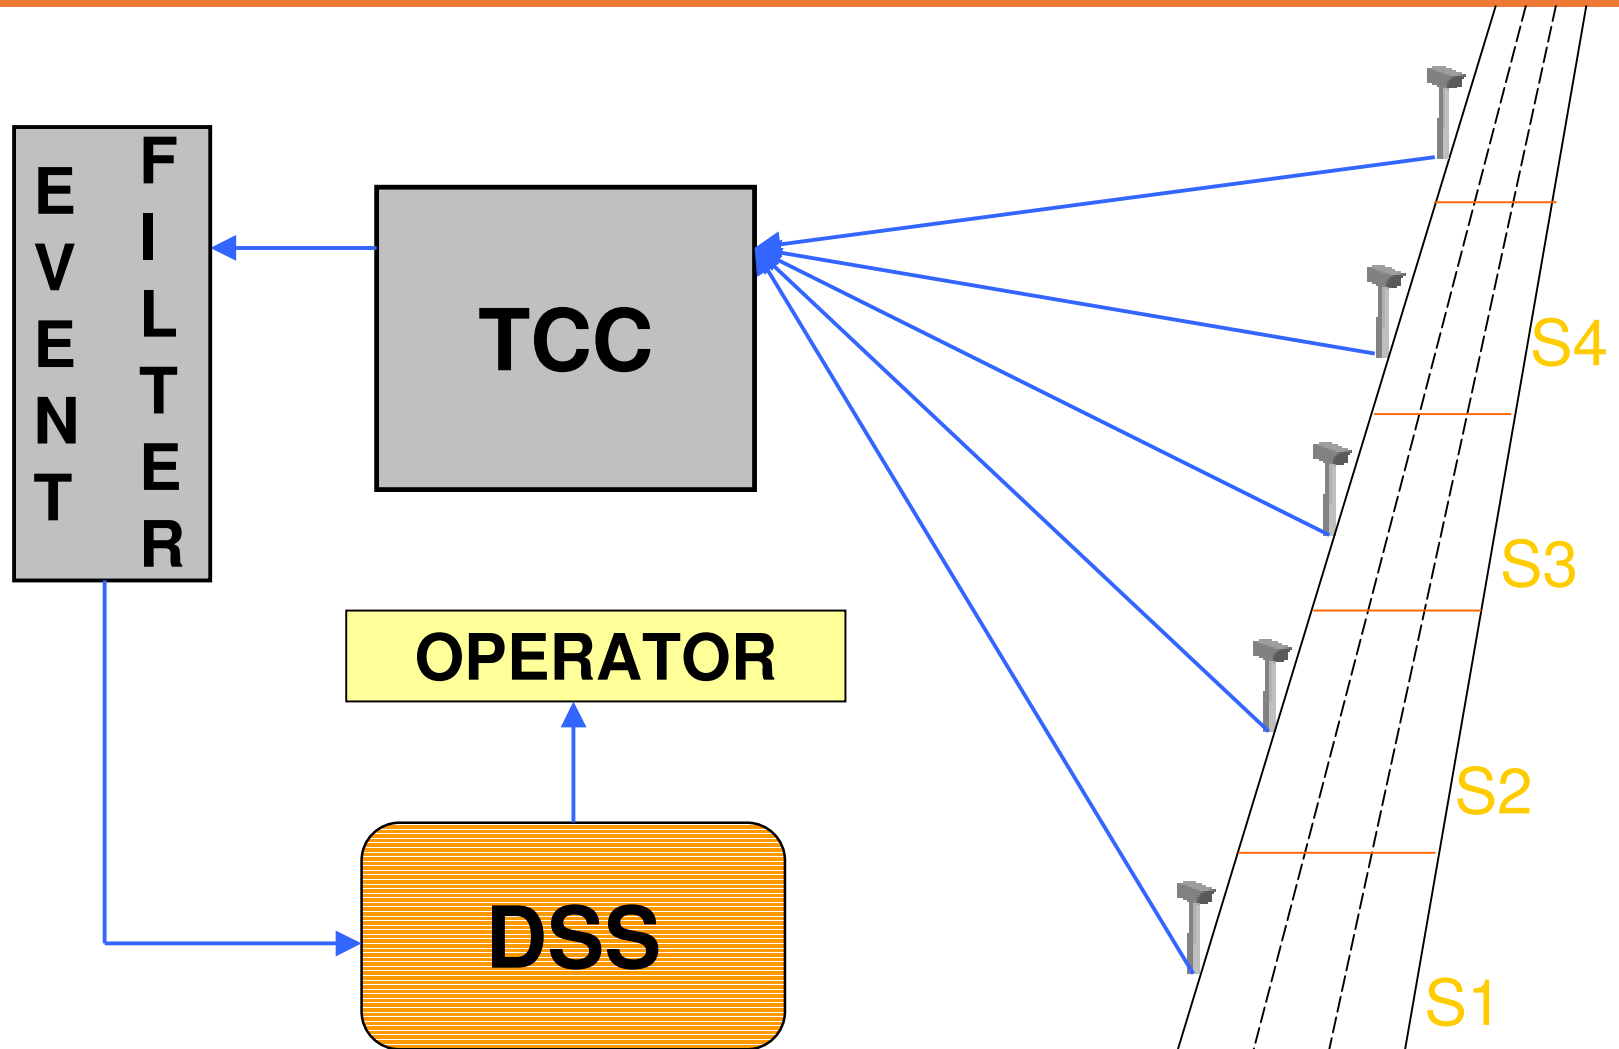 EVENT
FILTER
TCC
OPERATOR
DSS
S4
S3
S2
S1